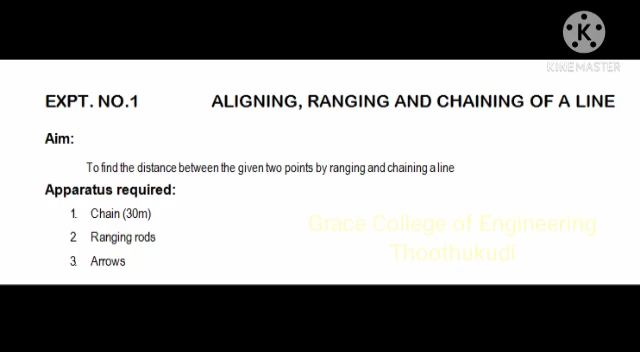 K
KINEMASTER
EXPT. NO.1 ALIGNING, RANGING AND CHAINING OF A LINE
Aim:
To find the distance between the given two points by ranging and chaining a line
Apparatus required:
1. Chain (30m)
2 Ranging rods
3. Arrows
Grace College of Engineering
Thoothukudi